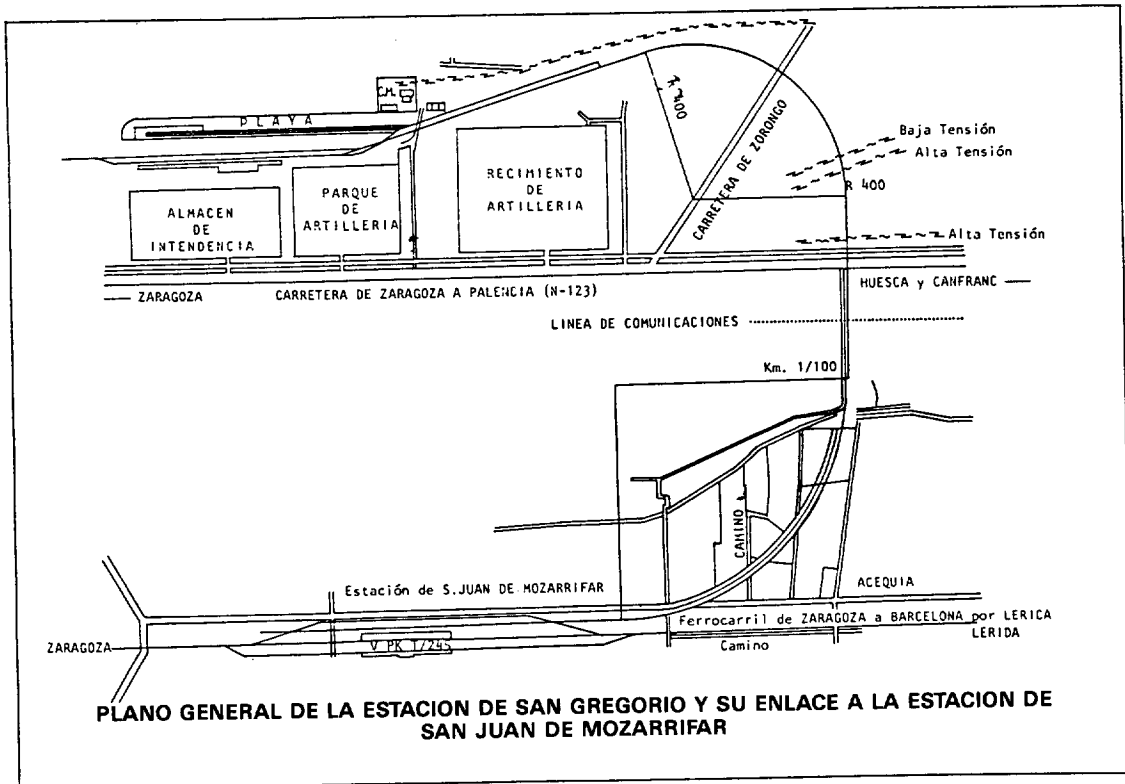 C.M.
PLAYA
R 400
CARRETERA DE ZORONGO
Baja Tensión
Alta Tensión
R 400
ALMACEN
DE
INTENDENCIA
PARQUE
DE
ARTILLERIA
RECIMIENTO
DE
ARTILLERIA
Alta Tensión
ZARAGOZA
CARRETERA DE ZARAGOZA A PALENCIA (N-123)
HUESCA y CANFRANC
LINEA DE COMUNICACIONES
Km. 1/100
CAMINO
Estación de S.JUAN DE MOZARRIFAR
ACEQUIA
Ferrocarril de ZARAGOZA a BARCELONA por LERICA
LERIDA
ZARAGOZA
V PK
Camino
PLANO GENERAL DE LA ESTACION DE SAN GREGORIO Y SU ENLACE A LA ESTACION DE
SAN JUAN DE MOZARRIFAR